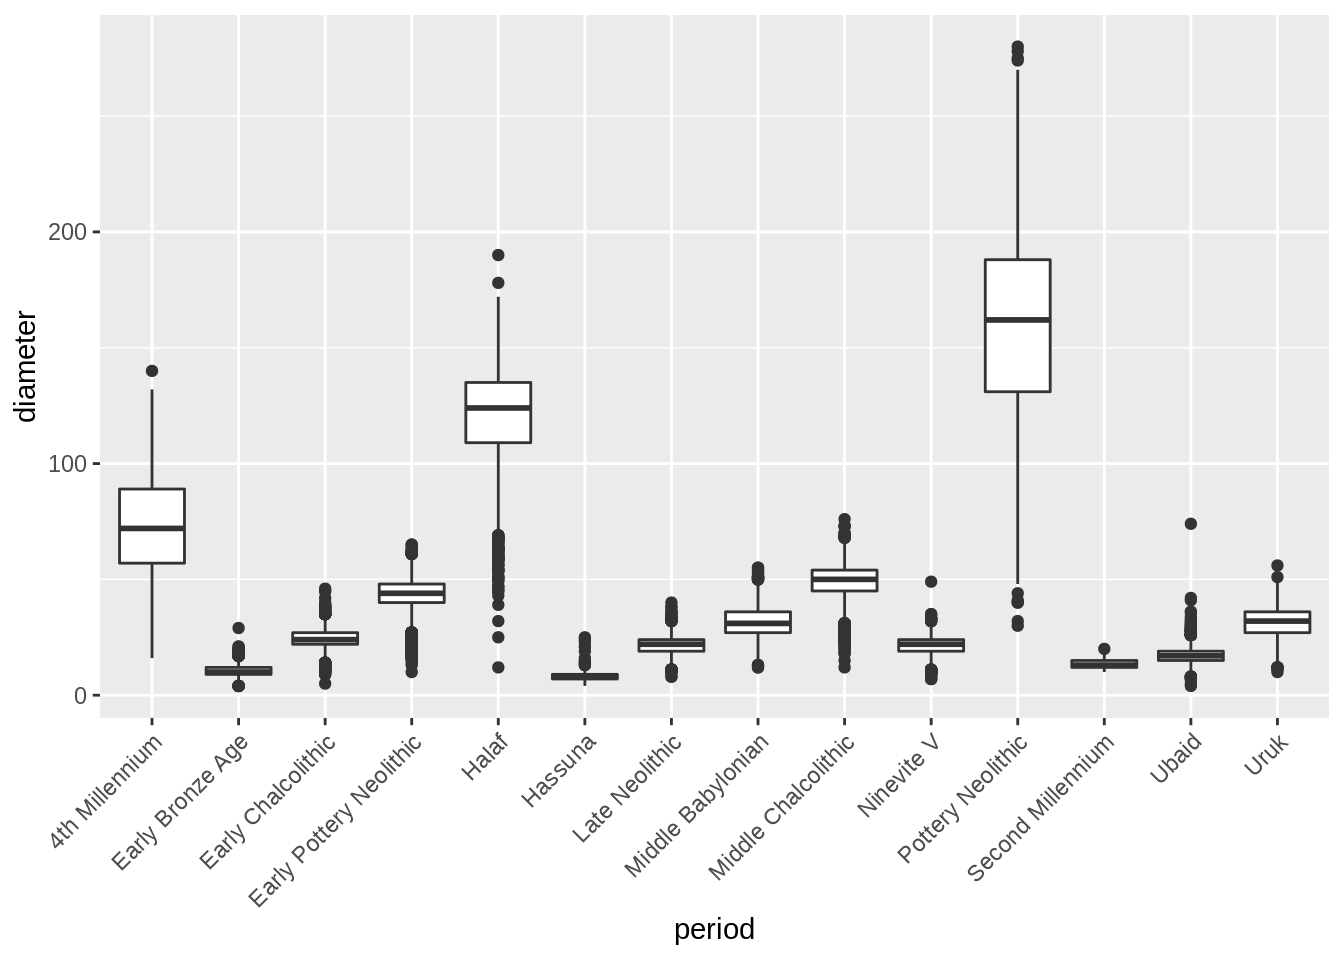 diameter
200
100
0
4th Millennium
Early Bronze Age
Early Chalcolithic
Early Pottery Neolithic
Halaf
Hassuna
Late Neolithic
Middle Babylonian
Middle Chalcolithic
Ninevite V
Pottery Neolithic
Second Millennium
Ubaid
Uruk
period